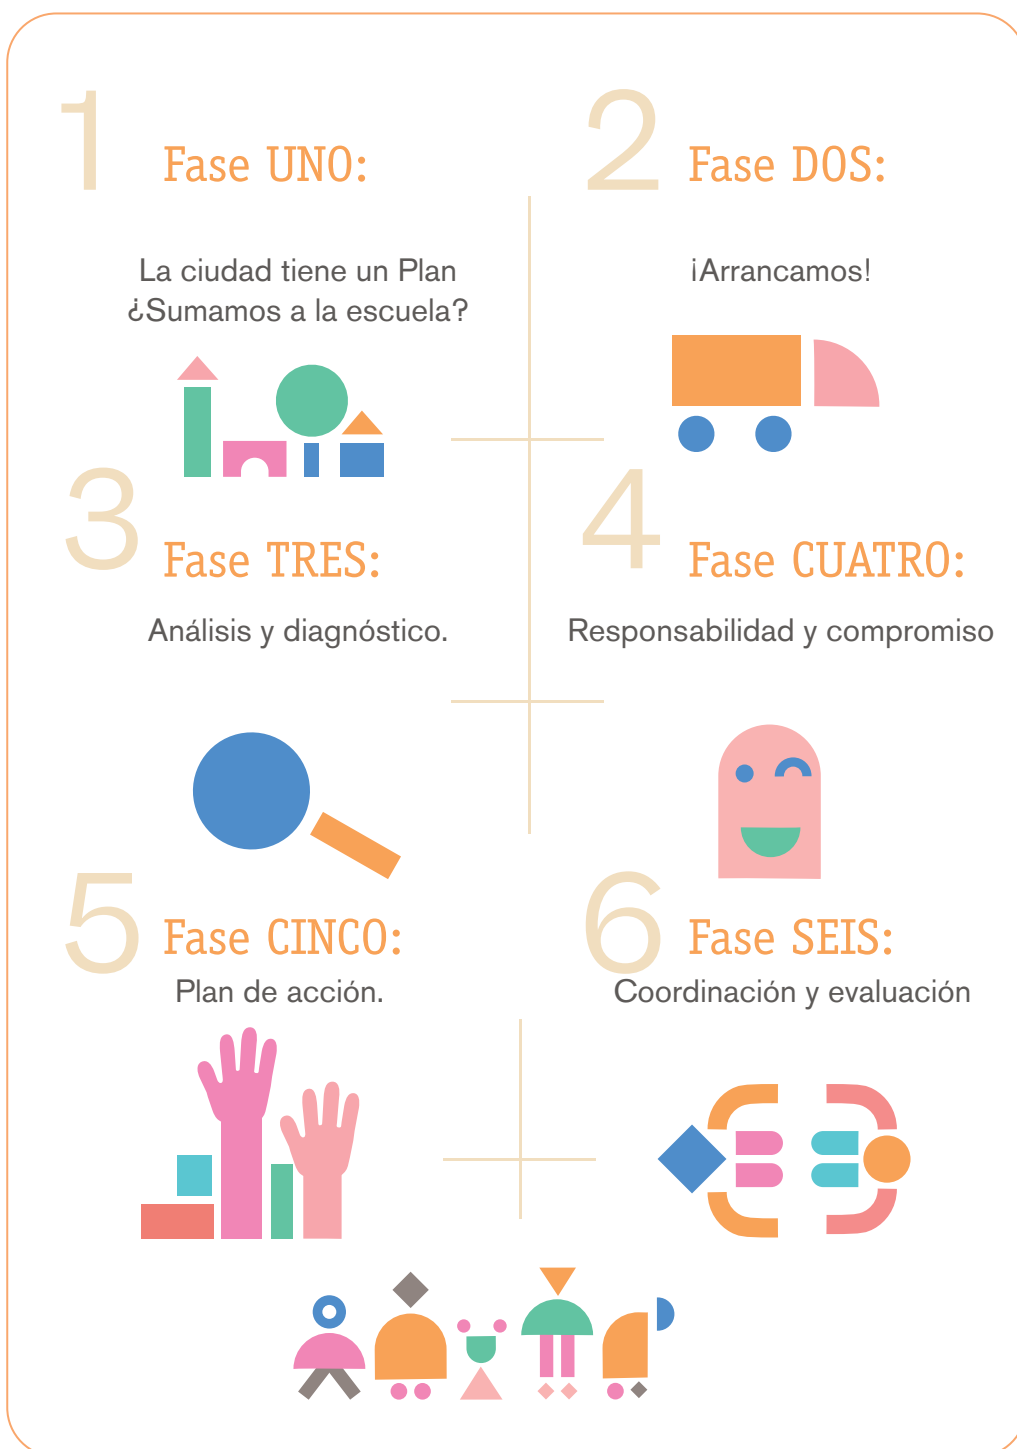 1
Fase UNO:
La ciudad tiene un Plan
¿Sumamos a la escuela?
2
Fase DOS:
¡Arrancamos!
3
Fase TRES:
Análisis y diagnóstico.
4
Fase CUATRO:
Responsabilidad y compromiso
5
Fase CINCO:
Plan de acción.
6
Fase SEIS:
Coordinación y evaluación